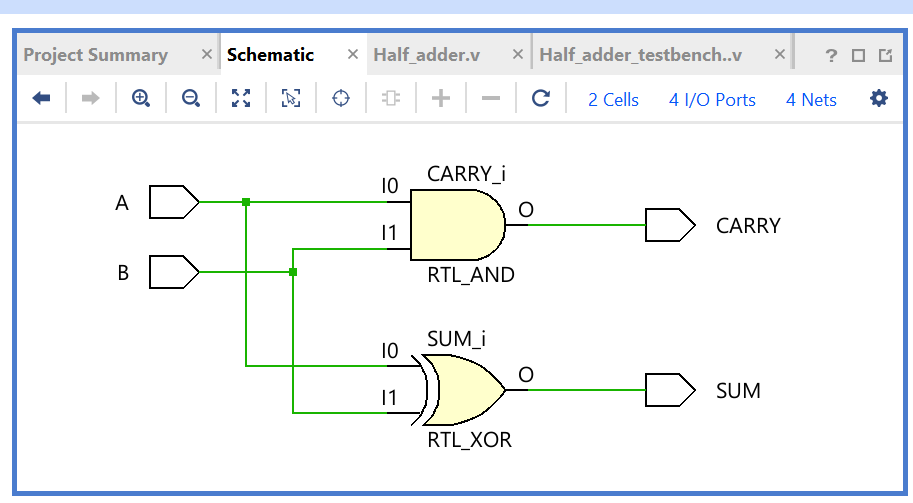 Project Summary × Schematic × Half_adder.v × Half_adder_testbench..v × ?
2 Cells 4 I/O Ports 4 Nets
CARRY_i
A I0 O CARRY
I1
B RTL_AND
SUM_i
I0 O SUM
I1
RTL_XOR